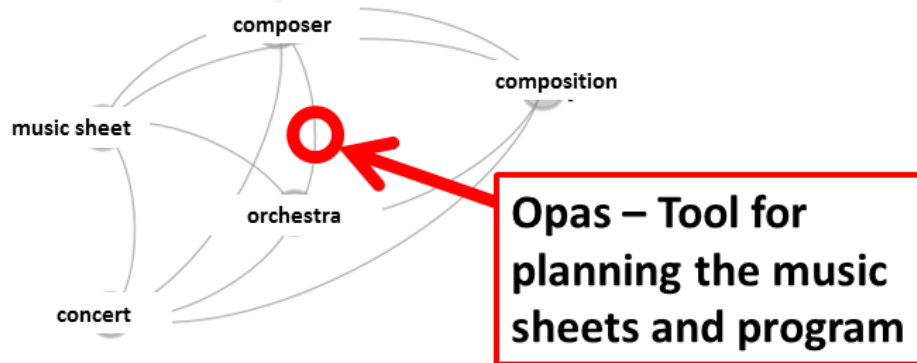 composer
composition
music sheet
orchestra
concert
Opas – Tool for
planning the music
sheets and program